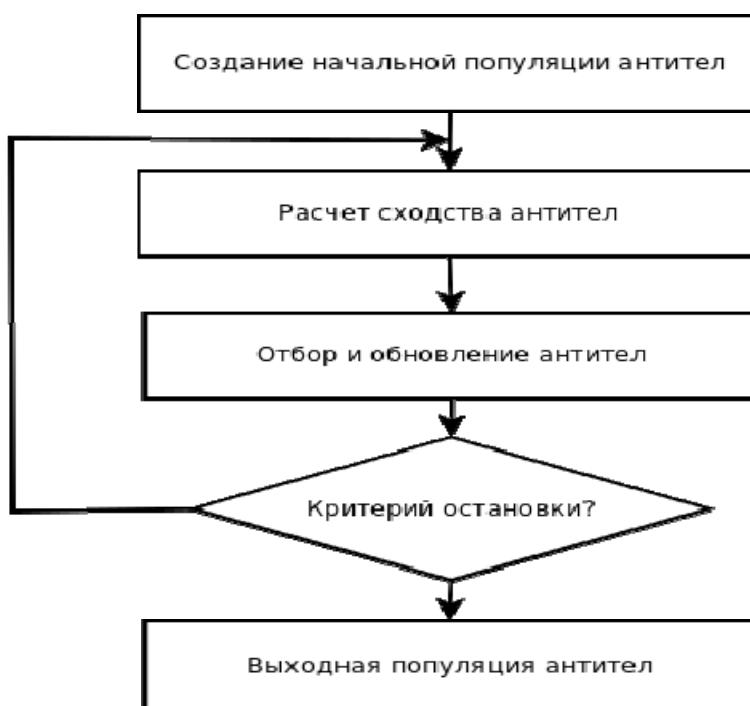 Создание начальной популяции антител
Расчет сходства антител
Отбор и обновление антител
Критерий остановки?
Выходная популяция антител